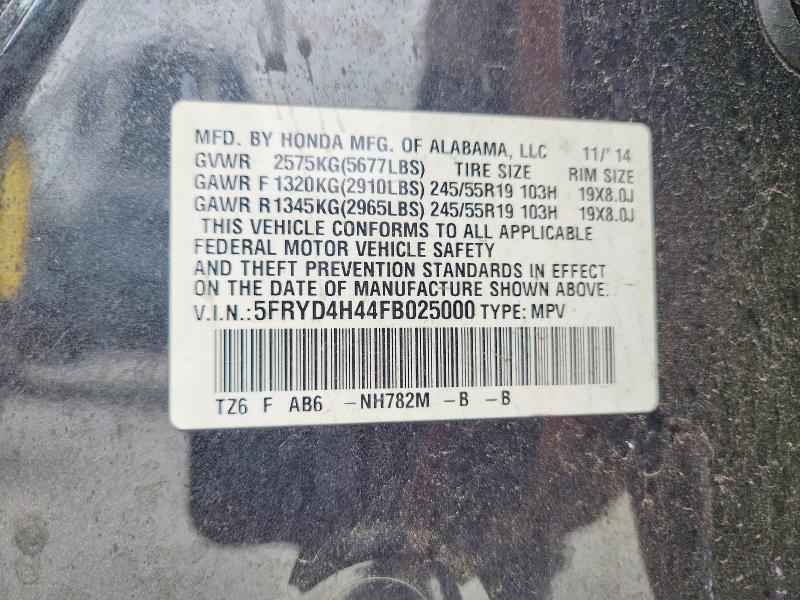 MFD. BY HONDA MFG. OF ALABAMA, LLC 11/' 14
GVWR 2575KG(5677LBS) TIRE SIZE RIM SIZE
GAWR F 1320KG(2910LBS) 245/55R19 103H 19X8.0J
GAWR R 1345KG(2965LBS) 245/55R19 103H 19X8.0J
THIS VEHICLE CONFORMS TO ALL APPLICABLE
FEDERAL MOTOR VEHICLE SAFETY
AND THEFT PREVENTION STANDARDS IN EFFECT
ON THE DATE OF MANUFACTURE SHOWN ABOVE.
V.I.N.:5FRYD4H44FB025000 TYPE: MPV
TZ6 F AB6 -NH782M -B -B